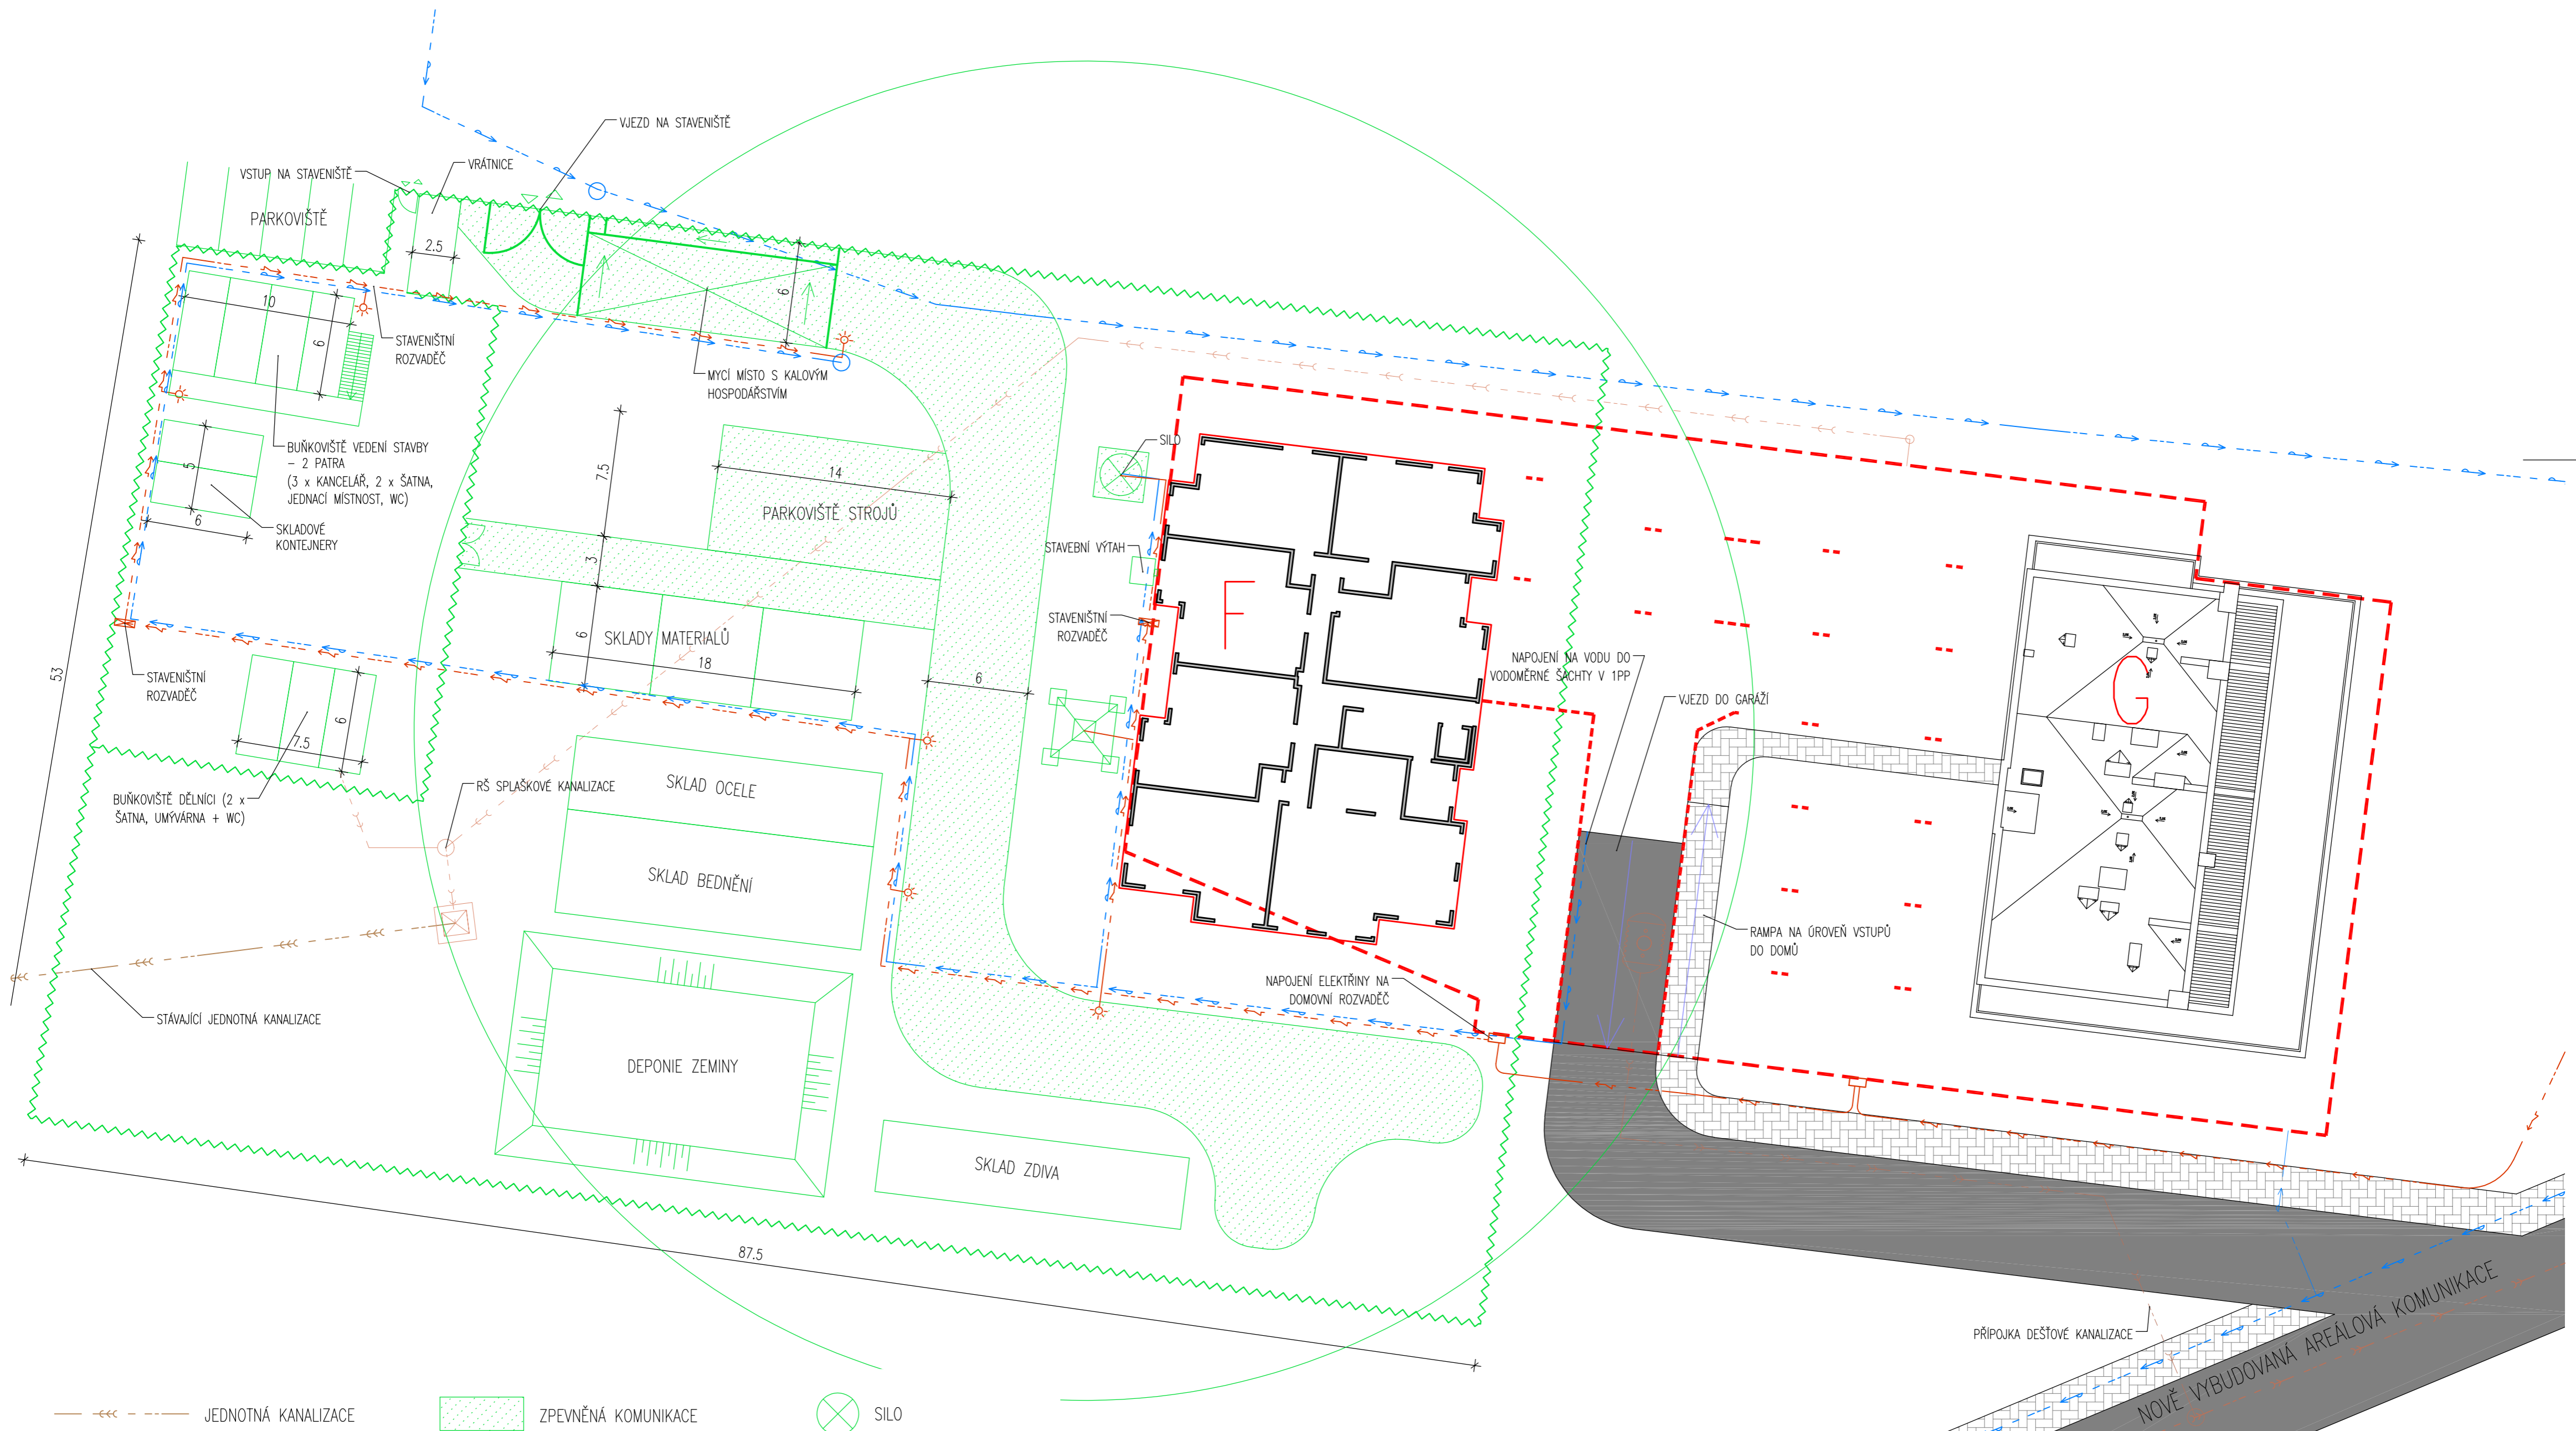 VJEZD NA STAVENIŠTĚ
VRÁTNICE
VSTUP NA STAVENIŠTĚ
PARKOVIŠTĚ
2.5
10
6
6
STAVENIŠTNÍ
ROZVADĚČ
MYCÍ MÍSTO S KALOVÝM
HOSPODÁŘSTVÍM
BUŇKOVIŠTĚ VEDENÍ STAVBY
– 2 PATRA
(3 x KANCELÁŘ, 2 x ŠATNA,
JEDNACÍ MÍSTNOST, WC)
5
6
SKLADOVÉ
KONTEJNERY
7.5
14
PARKOVIŠTĚ STROJŮ
SILO
STAVEBNÍ VÝTAH
3
F
STAVENIŠTNÍ
ROZVADĚČ
SKLADY MATERIALŮ
6
18
6
53
STAVENIŠTNÍ
ROZVADĚČ
6
7.5
NAPOJENÍ NA VODU DO
VODOMĚRNÉ ŠACHTY V 1PP
VJEZD DO GARÁŽÍ
G
RŠ SPLAŠKOVÉ KANALIZACE
SKLAD OCELE
BUŇKOVIŠTĚ DĚLNÍCI (2 x
ŠATNA, UMÝVÁRNA + WC)
SKLAD BEDNĚNÍ
RAMPA NA ÚROVEŇ VSTUPŮ
DO DOMŮ
NAPOJENÍ ELEKTŘINY NA
DOMOVNÍ ROZVADĚČ
STÁVAJÍCÍ JEDNOTNÁ KANALIZACE
DEPONIE ZEMINY
SKLAD ZDIVA
87.5
PŘÍPOJKA DEŠŤOVÉ KANALIZACE
NOVĚ VYBUDOVANÁ AREÁLOVÁ KOMUNIKACE
JEDNOTNÁ KANALIZACE
ZPEVNĚNÁ KOMUNIKACE
SILO